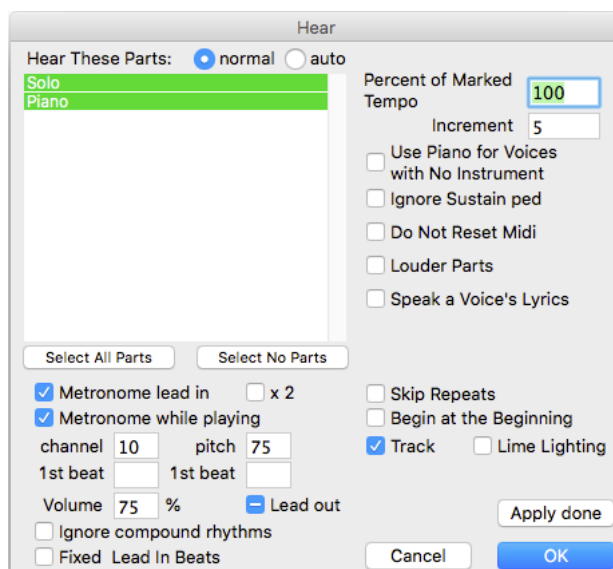 Hear
Hear These Parts: normal auto
Solo
Piano
Percent of Marked
Tempo 100
Increment 5
Use Piano for Voices
with No Instrument
Ignore Sustain ped
Do Not Reset Midi
Louder Parts
Speak a Voice's Lyrics
Select All Parts Select No Parts
Metronome lead in x 2
Metronome while playing
channel 10 pitch 75
1st beat 1st beat
Volume 75 % Lead out
Ignore compound rhythms
Fixed Lead In Beats
Skip Repeats
Begin at the Beginning
Track Lime Lighting
Apply done
Cancel OK